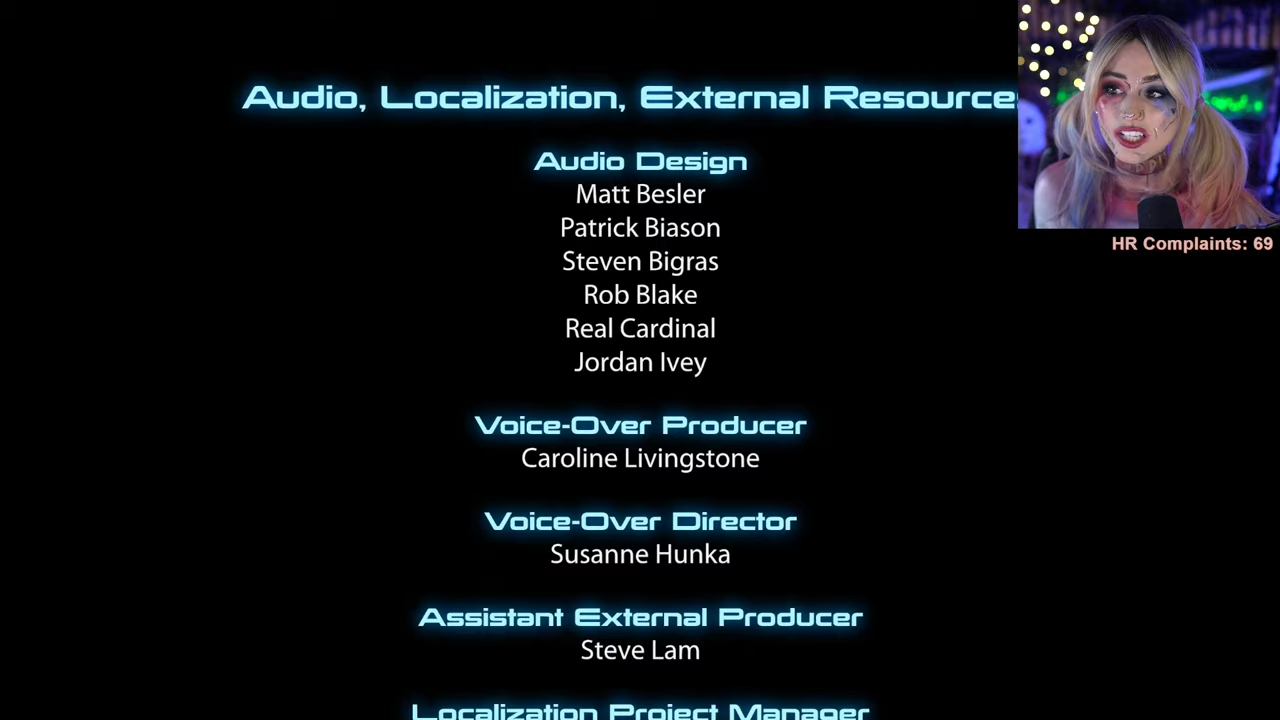 Audio, Localization, External Resources
Audio Design
Matt Besler
Patrick Biason
Steven Bigras
Rob Blake
Real Cardinal
Jordan Ivey
HR Complaints: 69
Voice-Over Producer
Caroline Livingstone
Voice-Over Director
Susanne Hunka
Assistant External Producer
Steve Lam
Localization Project Manager